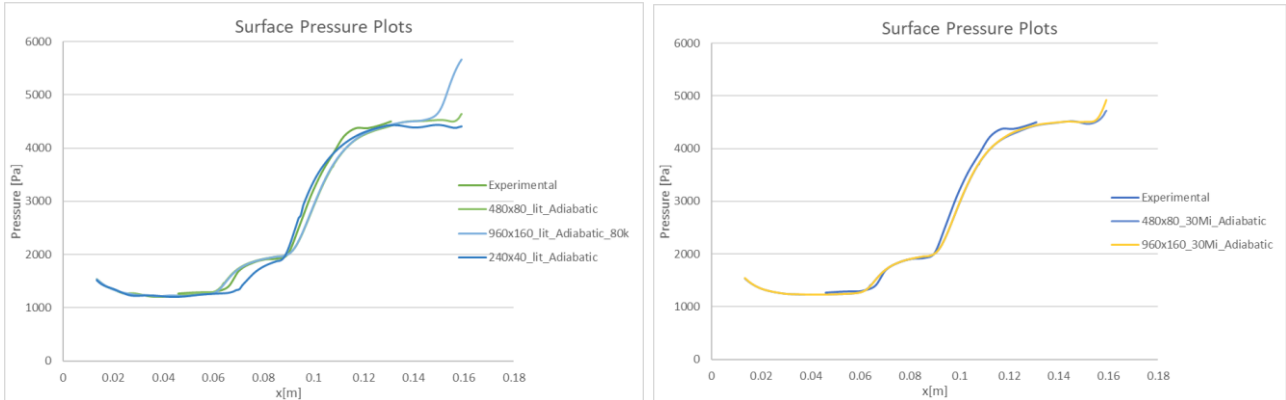 Surface Pressure Plots
6000
5000
4000
3000
2000
1000
0
Pressure [Pa]
0 0.02 0.04 0.06 0.08 0.1 0.12 0.14 0.16 0.18
x[m]
Experimental
480x80_lit_Adiabatic
960x160_lit_Adiabatic_80k
240x40_lit_Adiabatic
Surface Pressure Plots
6000
5000
4000
3000
2000
1000
0
Pressure [Pa]
0 0.02 0.04 0.06 0.08 0.1 0.12 0.14 0.16 0.18
x[m]
Experimental
480x80_30Mi_Adiabatic
960x160_30Mi_Adiabatic